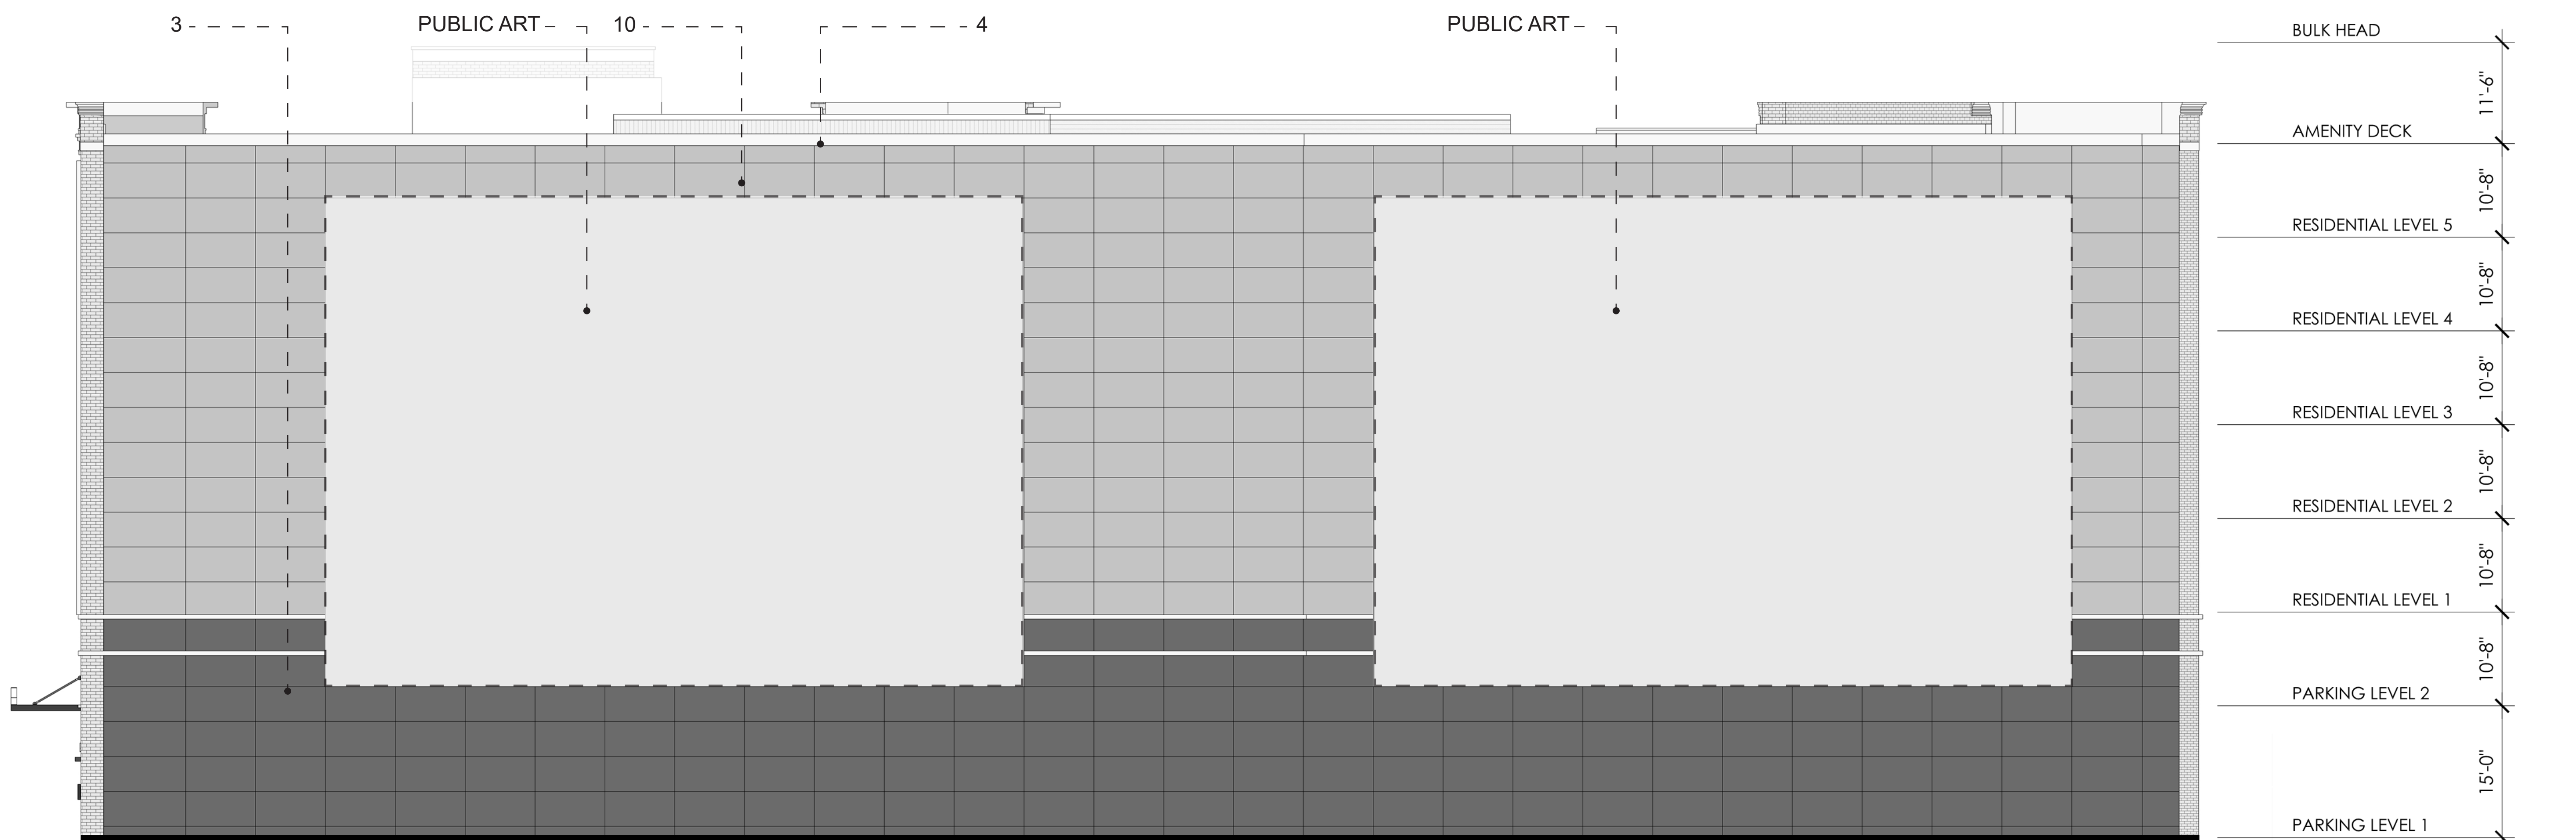 3
PUBLIC ART
10
4
PUBLIC ART
BULK HEAD
11'-6"
AMENITY DECK
10'-8"
RESIDENTIAL LEVEL 5
10'-8"
RESIDENTIAL LEVEL 4
10'-8"
RESIDENTIAL LEVEL 3
10'-8"
RESIDENTIAL LEVEL 2
10'-8"
RESIDENTIAL LEVEL 1
10'-8"
PARKING LEVEL 2
15'-0"
PARKING LEVEL 1